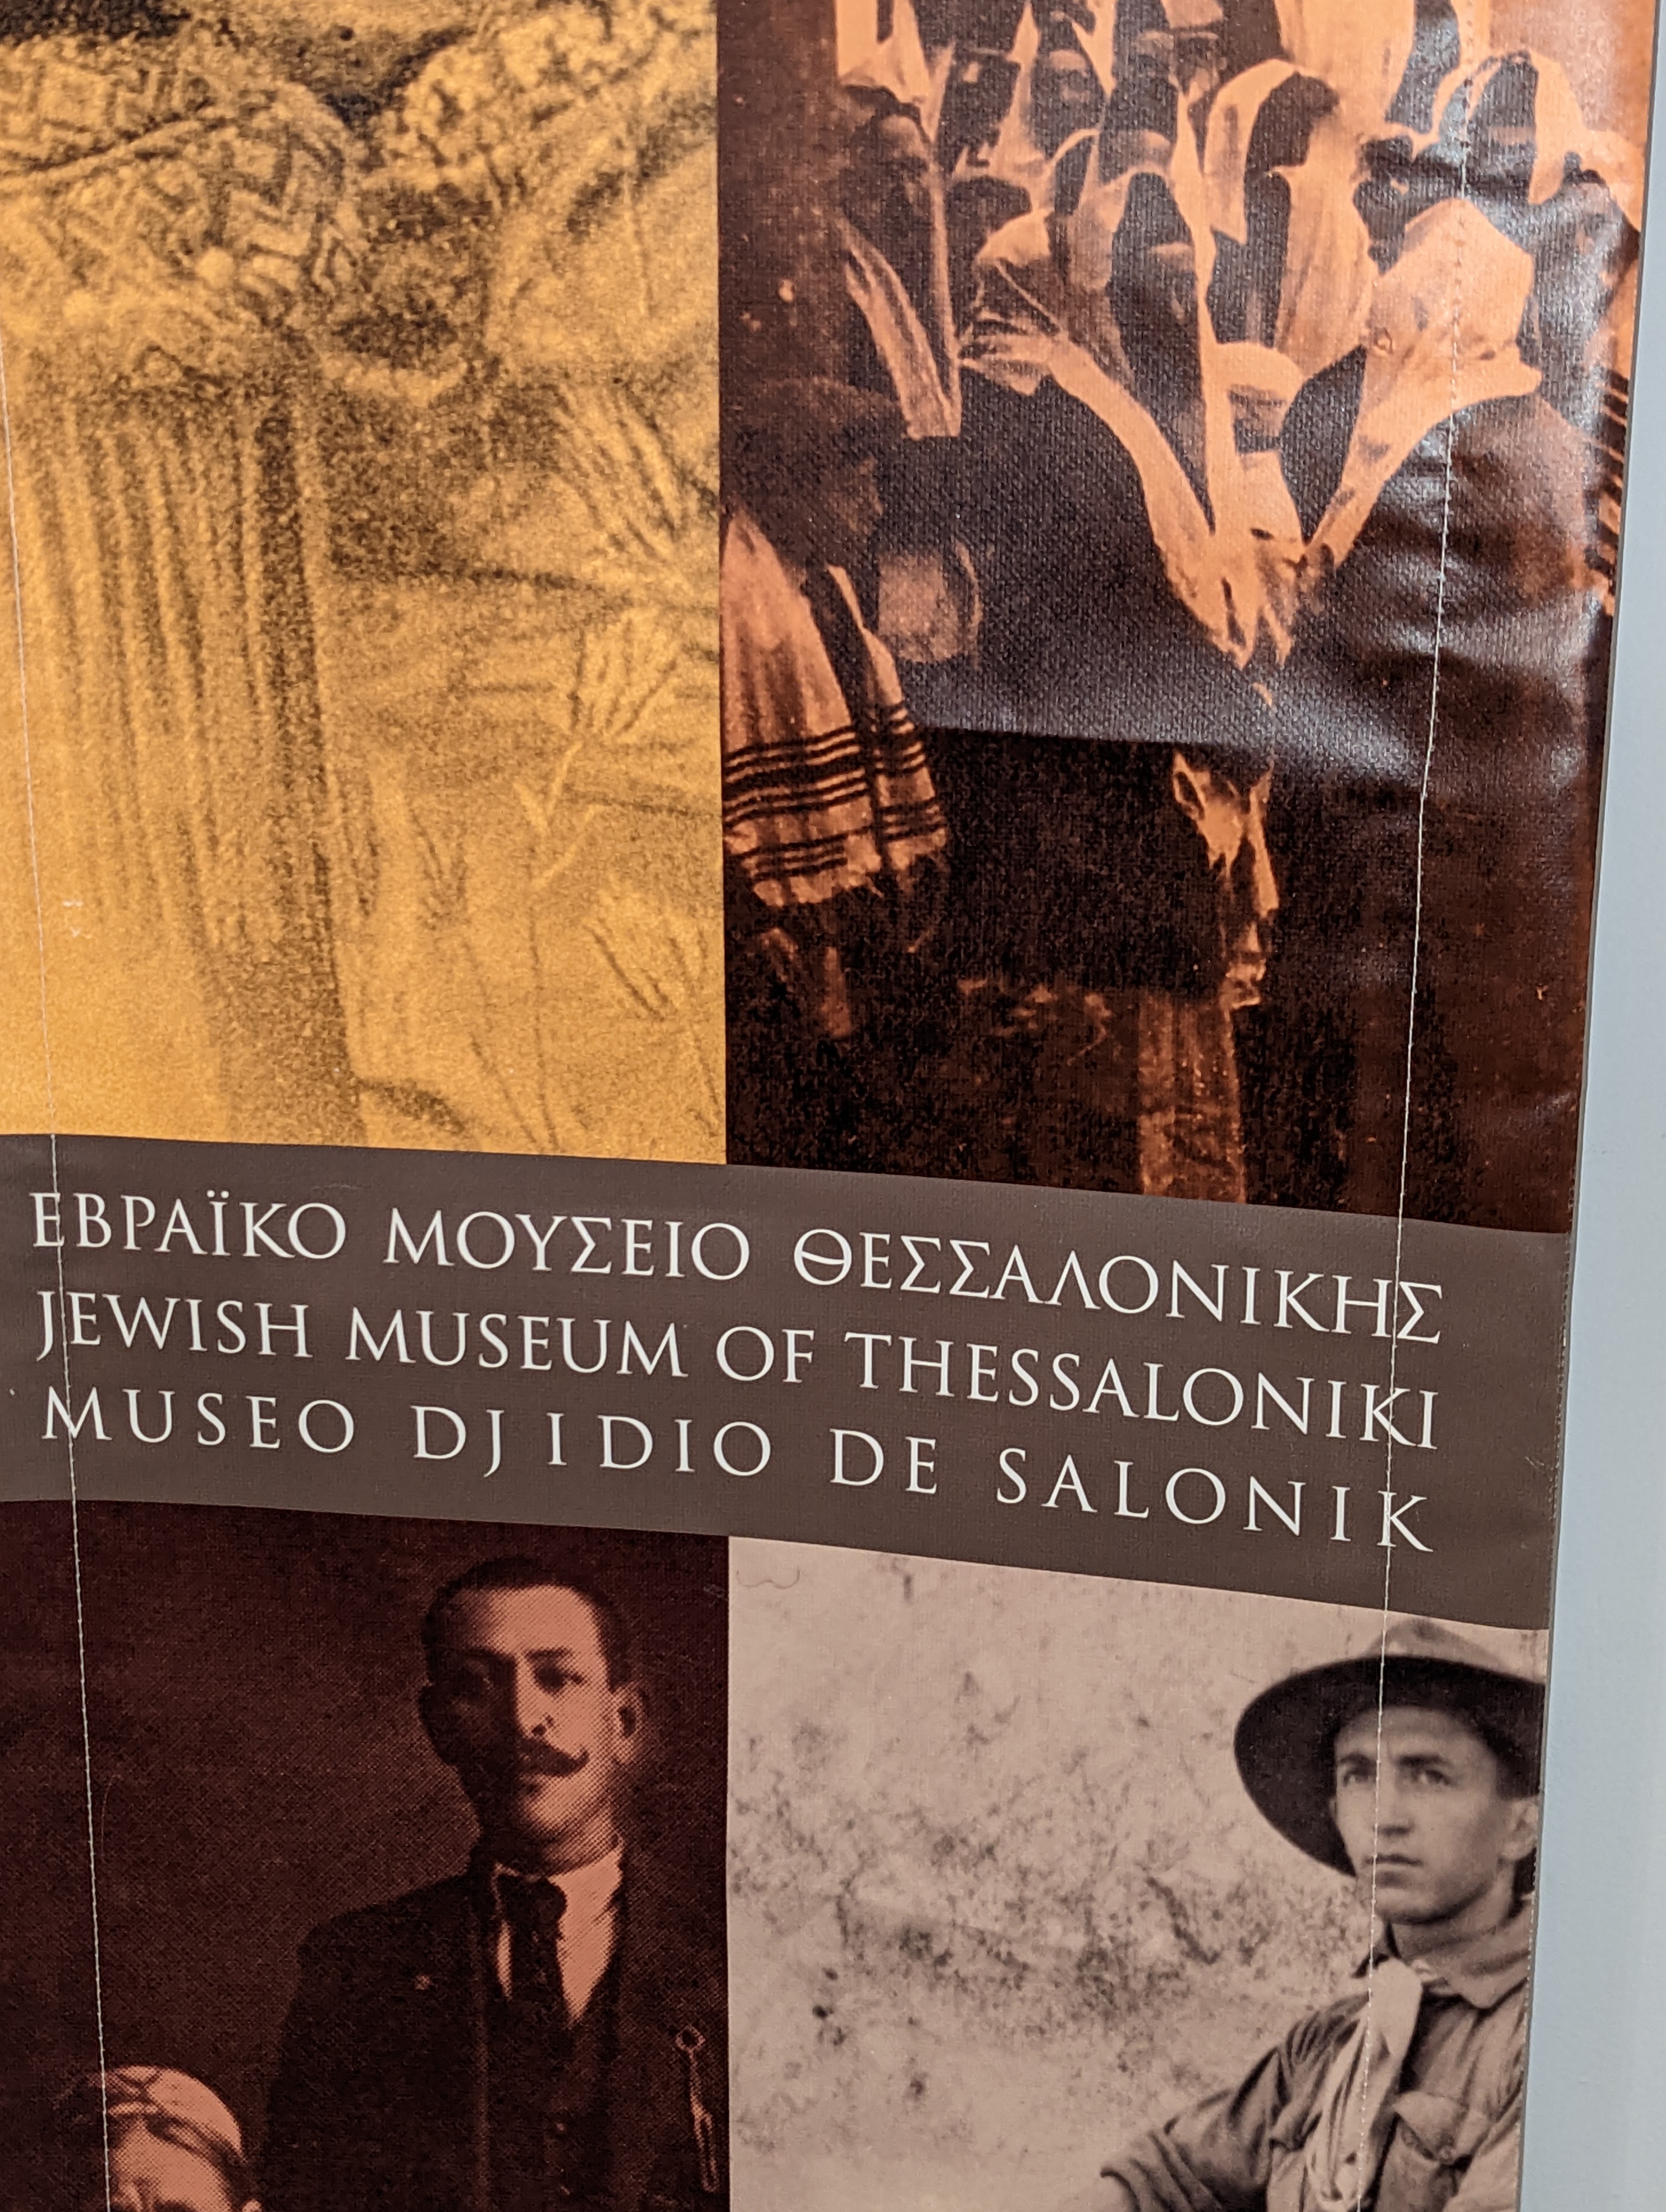 ΕΒΡΑΪΚΟ ΜΟΥΣΕΙΟ ΘΕΣΣΑΛΟΝΙΚΗΣ
JEWISH MUSEUM OF THESSALONIKI
MUSEO DJIDIO DE SALONIK